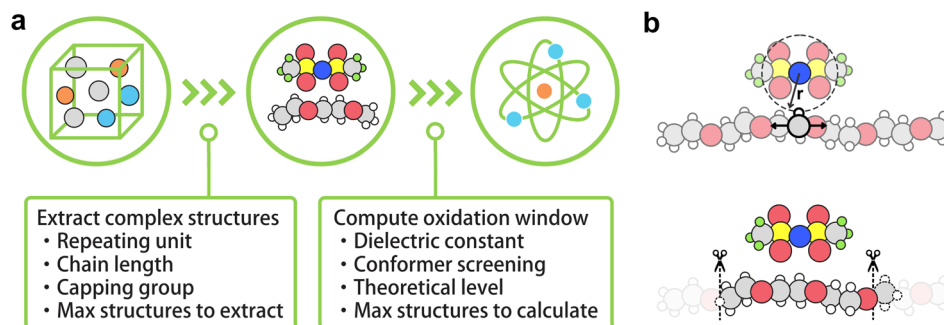 a
b
r
Extract complex structures
・Repeating unit
・Chain length
・Capping group
・Max structures to extract
Compute oxidation window
・Dielectric constant
・Conformer screening
・Theoretical level
・Max structures to calculate